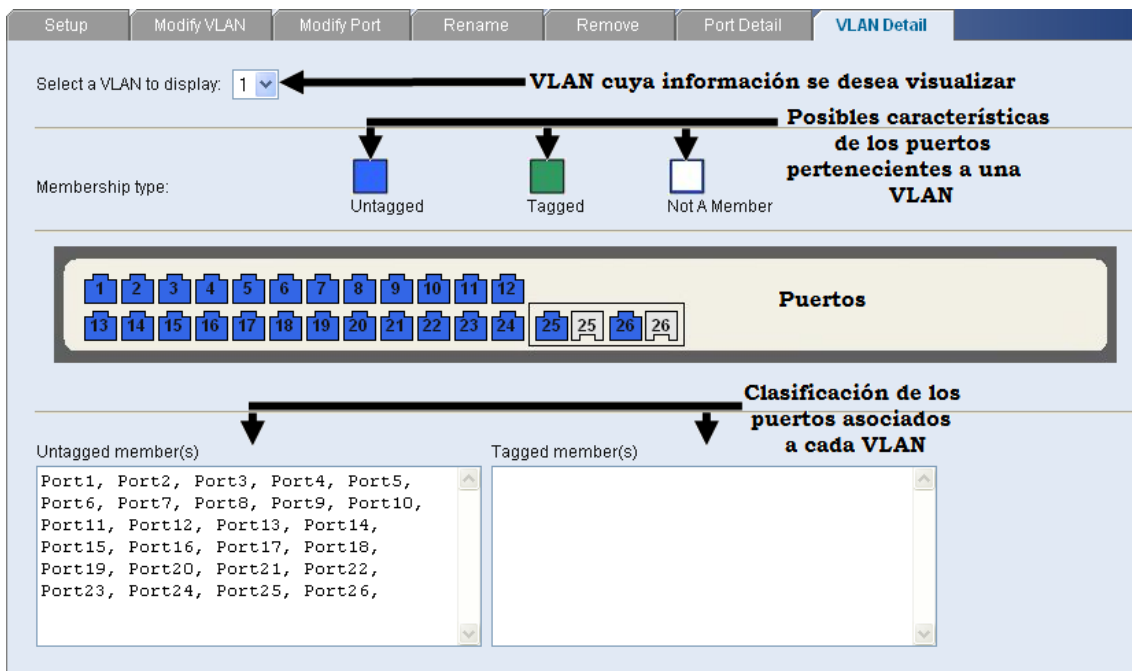 Setup Modify VLAN Modify Port Rename Remove Port Detail VLAN Detail
Select a VLAN to display: 1
VLAN cuya información se desea visualizar
Posibles características
de los puertos
pertenecientes a una
VLAN
Membership type:
Untagged Tagged Not A Member
1 2 3 4 5 6 7 8 9 10 11 12
13 14 15 16 17 18 19 20 21 22 23 24 25 25 26 26
Puertos
Clasificación de los
puertos asociados
a cada VLAN
Untagged member(s)
Port1, Port2, Port3, Port4, Port5,
Port6, Port7, Port8, Port9, Port10,
Port11, Port12, Port13, Port14,
Port15, Port16, Port17, Port18,
Port19, Port20, Port21, Port22,
Port23, Port24, Port25, Port26,
Tagged member(s)